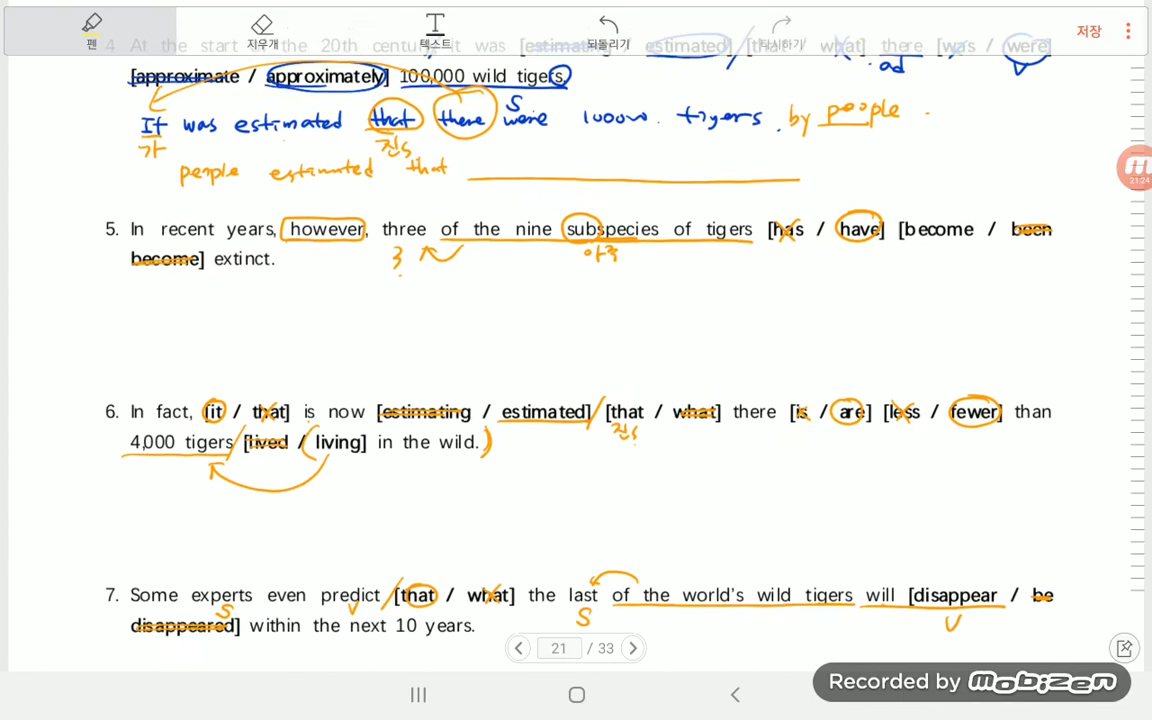 펜
지우개
텍스트
되돌리기
다시하기
저장
4 At the start the 20th century it was [estimating estimated] [that what] there [was / were]
ad
V
[approximate / approximately] 100,000 wild tigers.
It was estimated that there were 10000. tigers. by people
S
가
진S
people estimated that
21:24
5. In recent years, however, three of the nine subspecies of tigers [has / have] [become / been
become] extinct.
3
아종
6. In fact, [it / that] is now [estimating / estimated] [that / what] there [is / are] [less / fewer] than
진S
4,000 tigers [lived / living] in the wild.
7. Some experts even predict [that / what] the last of the world's wild tigers will [disappear / be
S
V
S
V
disappeared] within the next 10 years.
21 / 33
Recorded by mobizen